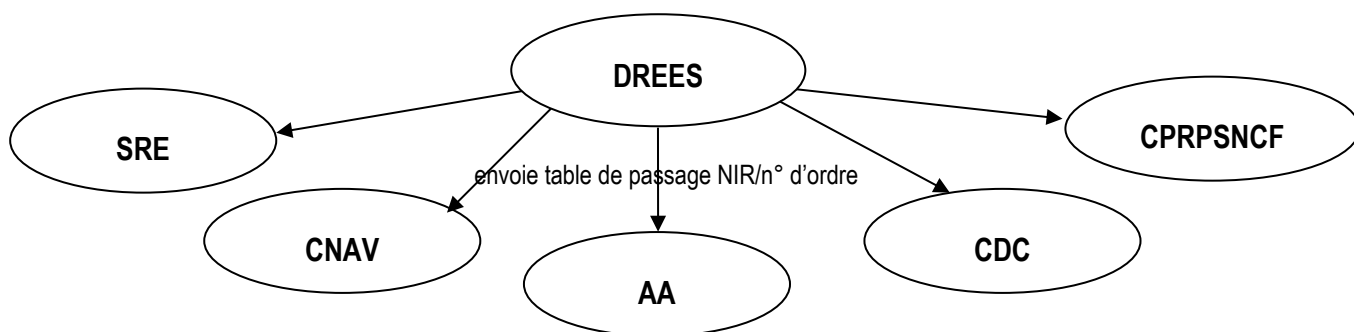 DREES
SRE
CPRPSNCF
envoie table de passage NIR/n° d'ordre
CNAV
CDC
AA